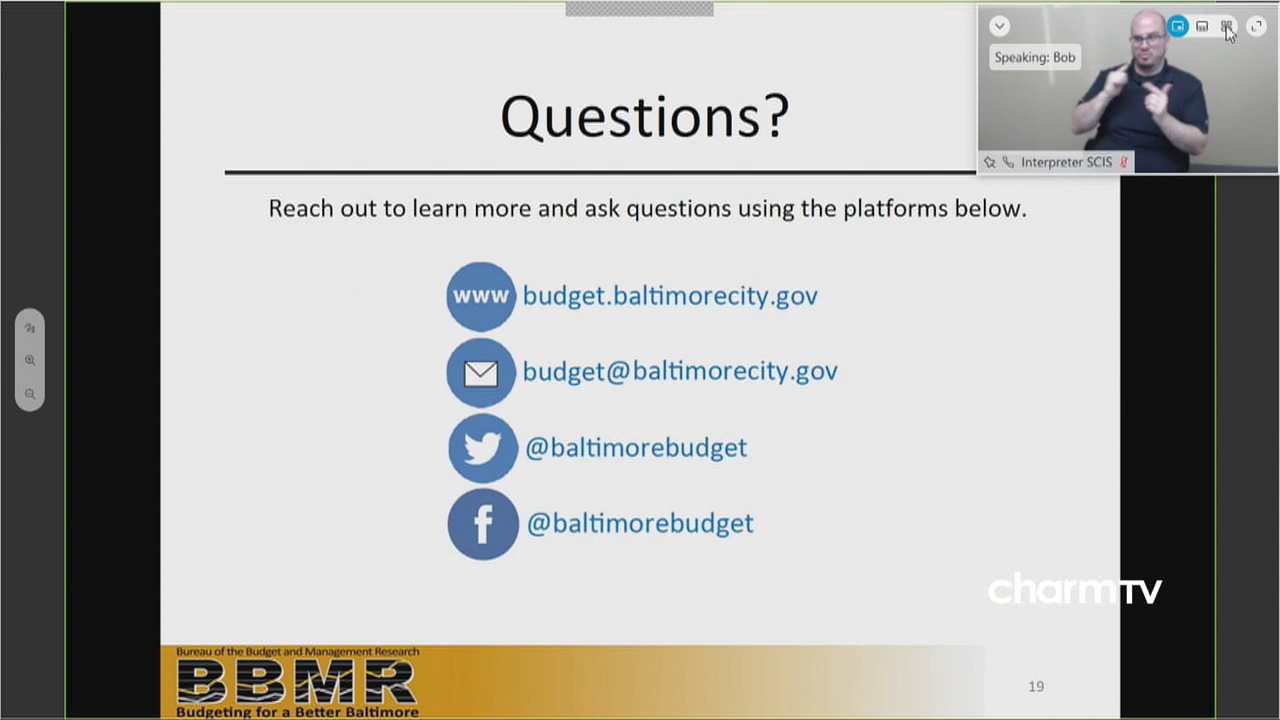 Speaking: Bob
Interpreter SCIS
Questions?
Reach out to learn more and ask questions using the platforms below.
www budget.baltimorecity.gov
budget@baltimorecity.gov
@baltimorebudget
f @baltimorebudget
charmTV
Bureau of the Budget and Management Research
BBMR
Budgeting for a Better Baltimore
19